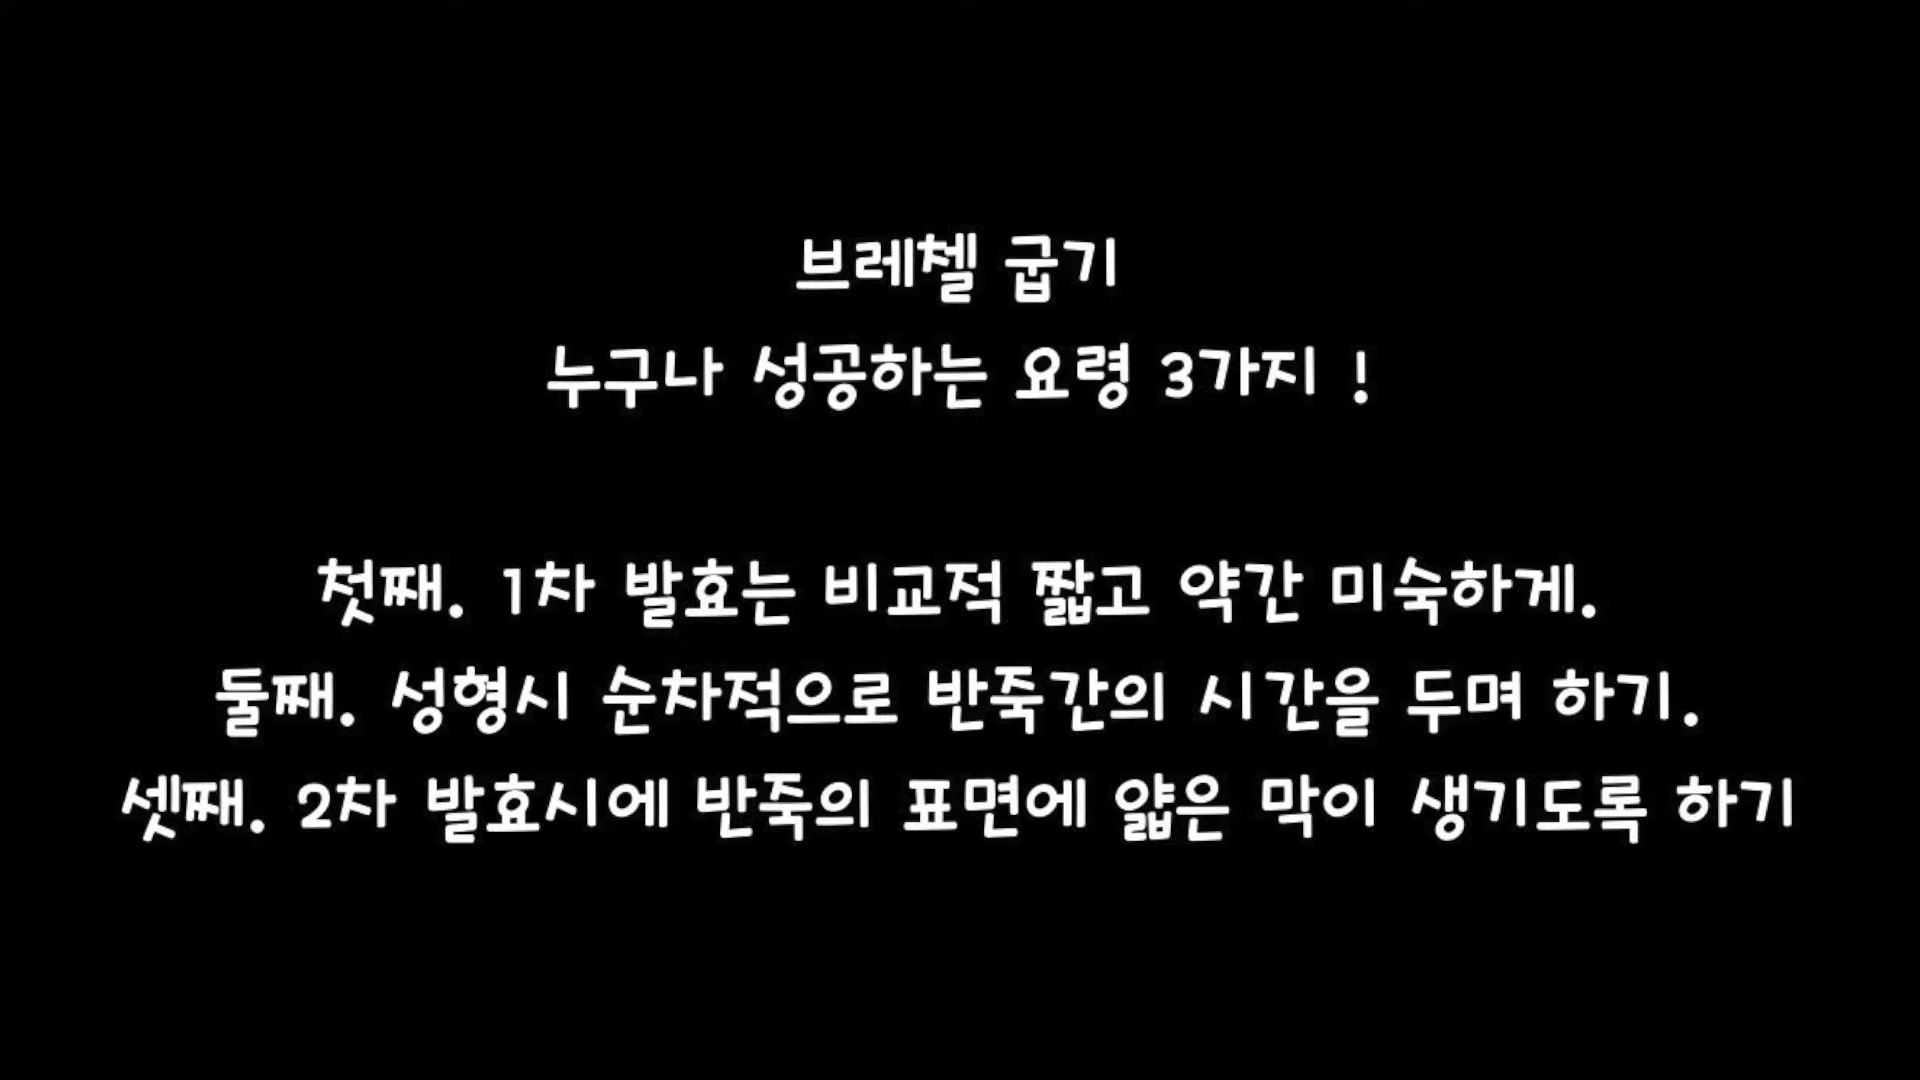 브레첼 굽기
누구나 성공하는 요령 3가지 !
첫째. 1차 발효는 비교적 짧고 약간 미숙하게.
둘째. 성형시 순차적으로 반죽간의 시간을 두며 하기.
셋째. 2차 발효시에 반죽의 표면에 얇은 막이 생기도록 하기